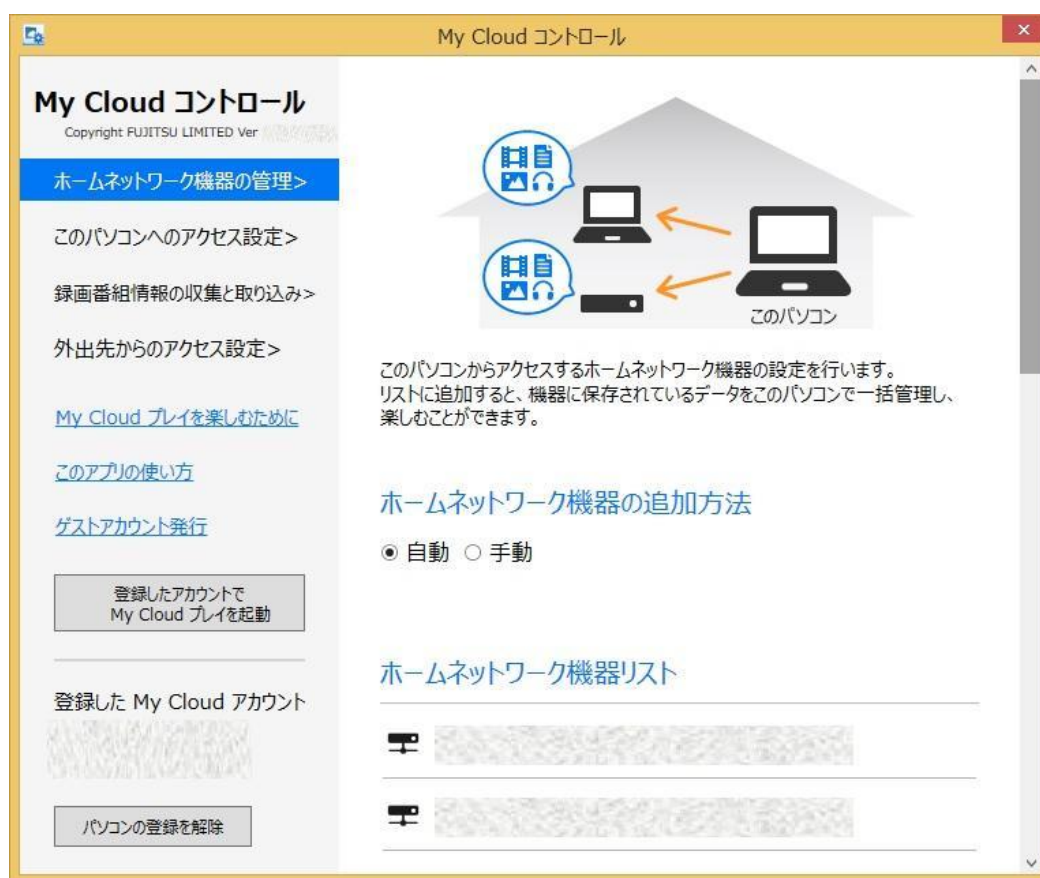 My Cloud コントロール
My Cloud コントロール
Copyright FUJITSU LIMITED Ver
ホームネットワーク機器の管理>
このパソコンへのアクセス設定>
録画番組情報の収集と取り込み>
外出先からのアクセス設定>
My Cloud プレイを楽しむために
このアプリの使い方
ゲストアカウント発行
登録したアカウントで
My Cloud プレイを起動
登録した My Cloud アカウント
パソコンの登録を解除
このパソコン
このパソコンからアクセスするホームネットワーク機器の設定を行います。
リストに追加すると、機器に保存されているデータをこのパソコンで一括管理し、
楽しむことができます。
ホームネットワーク機器の追加方法
自動 手動
ホームネットワーク機器リスト